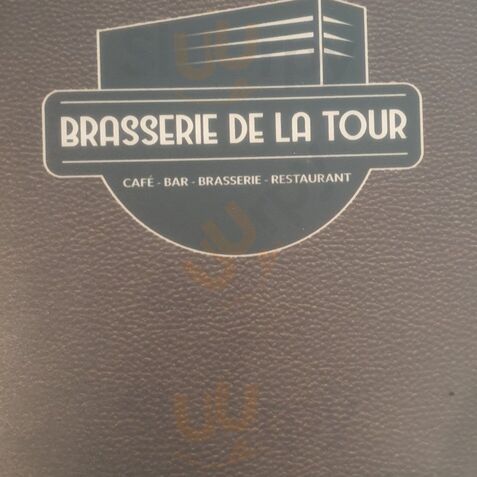 BRASSERIE DE LA TOUR
CAFÉ - BAR - BRASSERIE - RESTAURANT